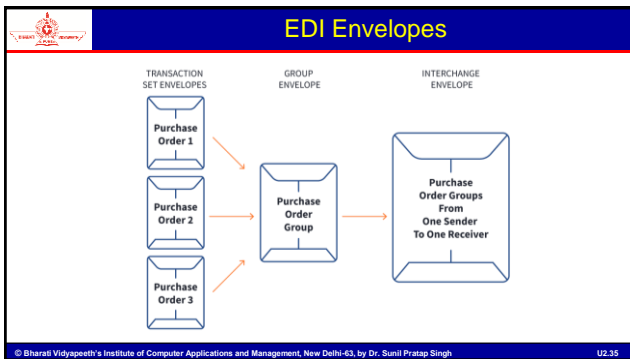 EDI Envelopes
TRANSACTION
SET ENVELOPES
GROUP
ENVELOPE
INTERCHANGE
ENVELOPE
Purchase
Order 1
Purchase
Order 2
Purchase
Order 3
Purchase
Order
Group
Purchase
Order Groups
From
One Sender
To One Receiver
© Bharati Vidyapeeth's Institute of Computer Applications and Management, New Delhi-63, by Dr. Sunil Pratap Singh
U2.35